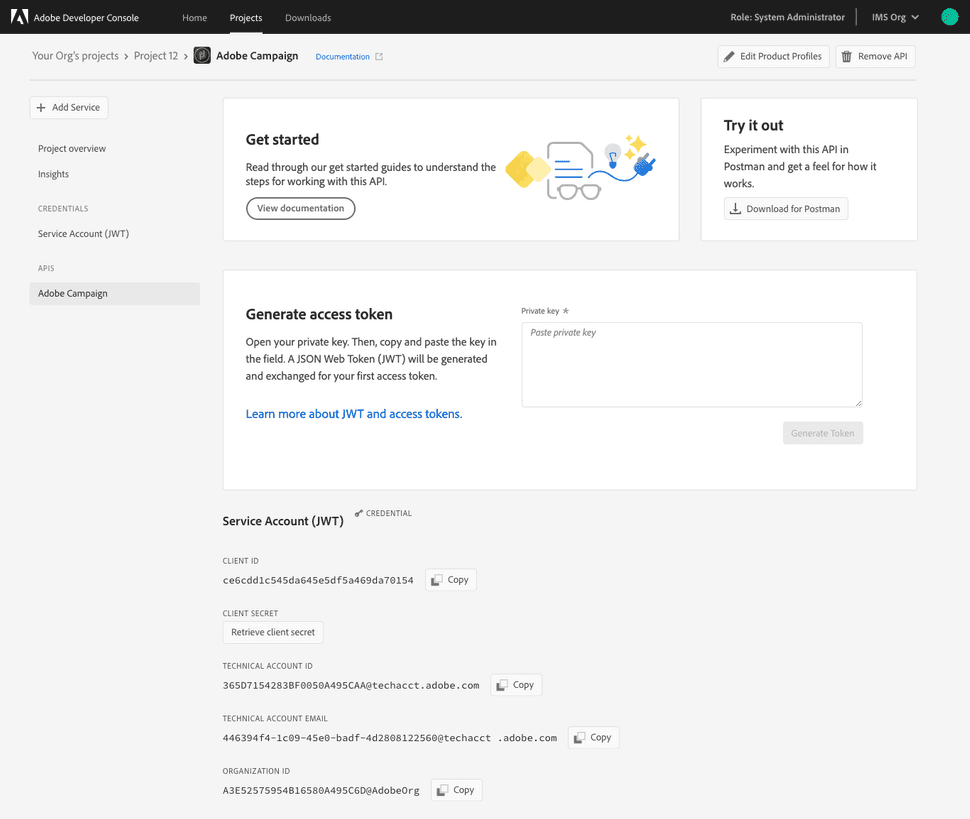 Adobe Developer Console
Home
Projects
Downloads
Role: System Administrator
IMS Org
Your Org's projects > Project 12 > Adobe Campaign
Documentation
Edit Product Profiles
Remove API
+ Add Service
Project overview
Insights
CREDENTIALS
Service Account (JWT)
APIS
Adobe Campaign
Get started
Read through our get started guides to understand the
steps for working with this API.
View documentation
Try it out
Experiment with this API in
Postman and get a feel for how it
works.
Download for Postman
Generate access token
Open your private key. Then, copy and paste the key in
the field. A JSON Web Token (JWT) will be generated
and exchanged for your first access token.
Learn more about JWT and access tokens.
Private key *
Paste private key
Generate Token
Service Account (JWT)
CREDENTIAL
CLIENT ID
ce6cdd1c545da645e5df5a469da70154
Copy
CLIENT SECRET
Retrieve client secret
TECHNICAL ACCOUNT ID
365D7154283BF0050A495CAA@techacct.adobe.com
Copy
TECHNICAL ACCOUNT EMAIL
446394f4-1c09-45e0-badf-4d2808122560@techacct .adobe.com
Copy
ORGANIZATION ID
A3E52575954B16580A495C6D@AdobeOrg
Copy